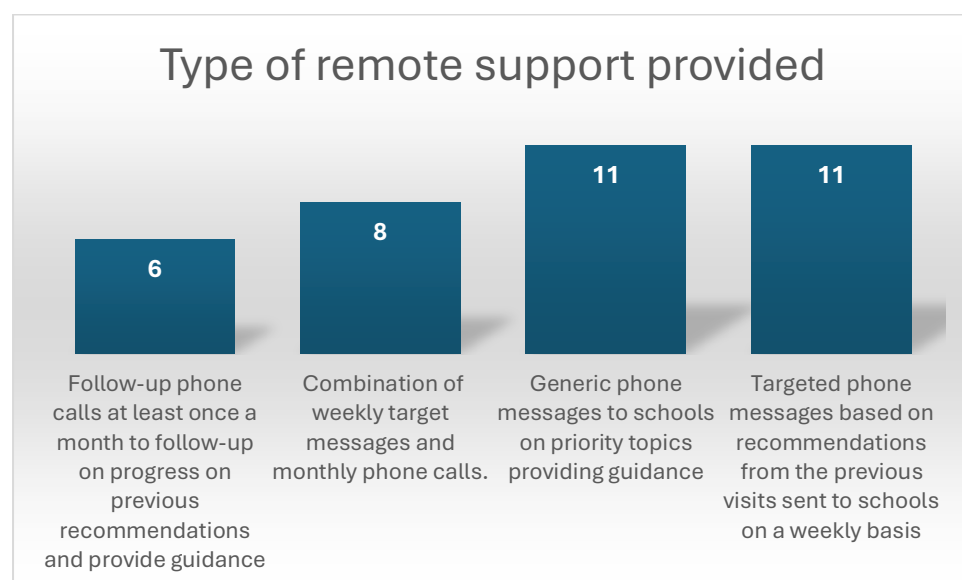 Type of remote support provided
6
8
11
11
Follow-up phone
calls at least once a
month to follow-up
on progress on
previous
recommendations
and provide guidance
Combination of
weekly target
messages and
monthly phone calls.
Generic phone
messages to schools
on priority topics
providing guidance
Targeted phone
messages based on
recommendations
from the previous
visits sent to schools
on a weekly basis